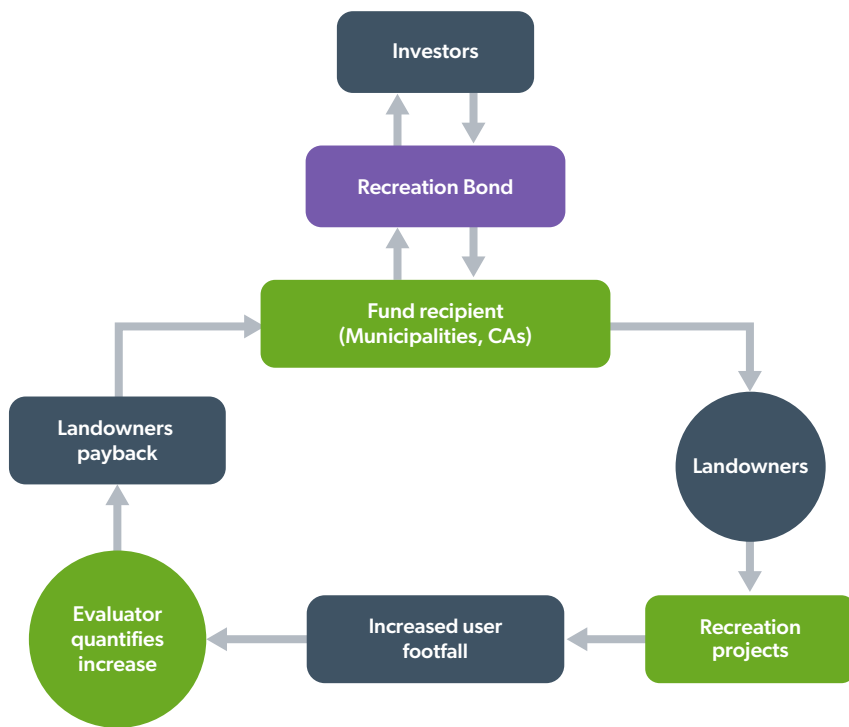 Investors
Recreation Bond
Fund recipient
(Municipalities, CAs)
Landowners
payback
Landowners
Evaluator
quantifies
increase
Increased user
footfall
Recreation
projects